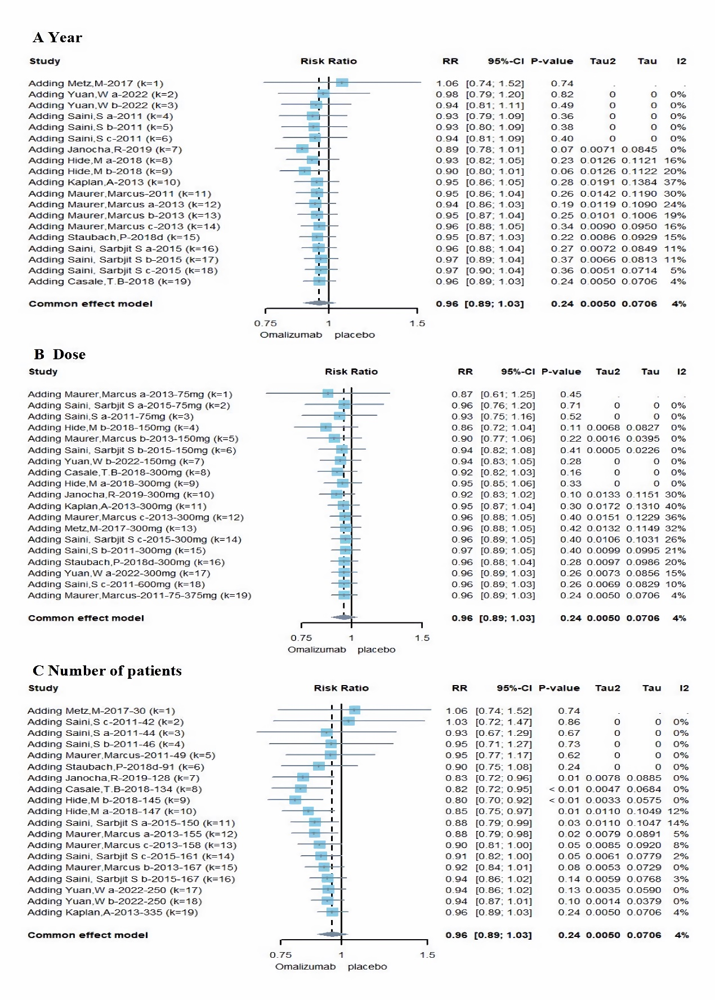 A Year
Study Risk Ratio RR 95%-CI P-value Tau2 Tau I2
Adding Metz,M-2017 (k=1) 1.06 [0.74; 1.52] 0.74 . . .
Adding Yuan,W a-2022 (k=2) 0.98 [0.79; 1.20] 0.82 0 0 0%
Adding Yuan,W b-2022 (k=3) 0.94 [0.81; 1.11] 0.49 0 0 0%
Adding Saini,S a-2011 (k=4) 0.93 [0.79; 1.09] 0.36 0 0 0%
Adding Saini,S b-2011 (k=5) 0.93 [0.80; 1.09] 0.38 0 0 0%
Adding Saini,S c-2011 (k=6) 0.94 [0.81; 1.09] 0.40 0 0 0%
Adding Janocha,R-2019 (k=7) 0.89 [0.78; 1.01] 0.07 0.0071 0.0845 0%
Adding Hide,M a-2018 (k=8) 0.93 [0.82; 1.05] 0.23 0.0126 0.1121 16%
Adding Hide,M b-2018 (k=9) 0.90 [0.80; 1.01] 0.06 0.0126 0.1122 20%
Adding Kaplan,A-2013 (k=10) 0.95 [0.86; 1.05] 0.28 0.0191 0.1384 37%
Adding Maurer,Marcus-2011 (k=11) 0.95 [0.86; 1.04] 0.26 0.0142 0.1190 30%
Adding Maurer,Marcus a-2013 (k=12) 0.94 [0.86; 1.03] 0.19 0.0119 0.1090 24%
Adding Maurer,Marcus b-2013 (k=13) 0.95 [0.87; 1.04] 0.25 0.0101 0.1006 19%
Adding Maurer,Marcus c-2013 (k=14) 0.96 [0.88; 1.05] 0.34 0.0090 0.0950 16%
Adding Staubach,P-2018d (k=15) 0.95 [0.87; 1.03] 0.22 0.0086 0.0929 15%
Adding Saini, Sarbjit S a-2015 (k=16) 0.96 [0.88; 1.04] 0.27 0.0072 0.0849 11%
Adding Saini, Sarbjit S b-2015 (k=17) 0.97 [0.89; 1.04] 0.37 0.0066 0.0813 11%
Adding Saini, Sarbjit S c-2015 (k=18) 0.97 [0.90; 1.04] 0.36 0.0051 0.0714 5%
Adding Casale,T.B-2018 (k=19) 0.96 [0.89; 1.03] 0.24 0.0050 0.0706 4%
Common effect model 0.96 [0.89; 1.03] 0.24 0.0050 0.0706 4%
0.75 1 1.5
Omalizumab placebo
B Dose
Study Risk Ratio RR 95%-CI P-value Tau2 Tau I2
Adding Maurer,Marcus a-2013-75mg (k=1) 0.87 [0.61; 1.25] 0.45 . . .
Adding Saini, Sarbjit S a-2015-75mg (k=2) 0.96 [0.76; 1.20] 0.71 0 0 0%
Adding Saini,S a-2011-75mg (k=3) 0.93 [0.75; 1.16] 0.52 0 0 0%
Adding Hide,M b-2018-150mg (k=4) 0.86 [0.72; 1.04] 0.11 0.0068 0.0827 0%
Adding Maurer,Marcus b-2013-150mg (k=5) 0.90 [0.77; 1.06] 0.22 0.0016 0.0395 0%
Adding Saini, Sarbjit S b-2015-150mg (k=6) 0.94 [0.82; 1.08] 0.41 0.0005 0.0226 0%
Adding Yuan,W b-2022-150mg (k=7) 0.94 [0.83; 1.05] 0.28 0 0 0%
Adding Casale,T.B-2018-300mg (k=8) 0.92 [0.82; 1.03] 0.16 0 0 0%
Adding Hide,M a-2018-300mg (k=9) 0.95 [0.85; 1.06] 0.33 0 0 0%
Adding Janocha,R-2019-300mg (k=10) 0.92 [0.83; 1.02] 0.10 0.0133 0.1151 30%
Adding Kaplan,A-2013-300mg (k=11) 0.95 [0.87; 1.04] 0.30 0.0172 0.1310 40%
Adding Maurer,Marcus c-2013-300mg (k=12) 0.96 [0.88; 1.05] 0.40 0.0151 0.1229 36%
Adding Metz,M-2017-300mg (k=13) 0.96 [0.88; 1.05] 0.42 0.0132 0.1149 32%
Adding Saini, Sarbjit S c-2015-300mg (k=14) 0.96 [0.89; 1.05] 0.40 0.0106 0.1031 26%
Adding Saini,S b-2011-300mg (k=15) 0.97 [0.89; 1.05] 0.40 0.0099 0.0995 21%
Adding Staubach,P-2018d-300mg (k=16) 0.96 [0.88; 1.04] 0.28 0.0097 0.0986 20%
Adding Yuan,W a-2022-300mg (k=17) 0.96 [0.89; 1.03] 0.26 0.0073 0.0856 15%
Adding Saini,S c-2011-600mg (k=18) 0.96 [0.89; 1.03] 0.26 0.0069 0.0829 10%
Adding Maurer,Marcus-2011-75-375mg (k=19) 0.96 [0.89; 1.03] 0.24 0.0050 0.0706 4%
Common effect model 0.96 [0.89; 1.03] 0.24 0.0050 0.0706 4%
0.75 1 1.5
Omalizumab placebo
C Number of patients
Study Risk Ratio RR 95%-CI P-value Tau2 Tau I2
Adding Metz,M-2017-30 (k=1) 1.06 [0.74; 1.52] 0.74 . . .
Adding Saini,S c-2011-42 (k=2) 1.03 [0.72; 1.47] 0.86 0 0 0%
Adding Saini,S a-2011-44 (k=3) 0.93 [0.67; 1.29] 0.67 0 0 0%
Adding Saini,S b-2011-46 (k=4) 0.95 [0.71; 1.27] 0.73 0 0 0%
Adding Maurer,Marcus-2011-49 (k=5) 0.95 [0.77; 1.17] 0.62 0 0 0%
Adding Staubach,P-2018d-91 (k=6) 0.90 [0.75; 1.08] 0.24 0 0 0%
Adding Janocha,R-2019-128 (k=7) 0.83 [0.72; 0.96] 0.01 0.0078 0.0885 0%
Adding Casale,T.B-2018-134 (k=8) 0.82 [0.72; 0.95] < 0.01 0.0047 0.0684 0%
Adding Hide,M b-2018-145 (k=9) 0.80 [0.70; 0.92] < 0.01 0.0033 0.0575 0%
Adding Hide,M a-2018-147 (k=10) 0.85 [0.75; 0.97] 0.01 0.0110 0.1049 12%
Adding Saini, Sarbjit S a-2015-150 (k=11) 0.88 [0.79; 0.99] 0.03 0.0110 0.1047 14%
Adding Maurer,Marcus a-2013-155 (k=12) 0.88 [0.79; 0.98] 0.02 0.0079 0.0891 5%
Adding Maurer,Marcus c-2013-158 (k=13) 0.90 [0.81; 1.00] 0.05 0.0085 0.0920 8%
Adding Saini, Sarbjit S c-2015-161 (k=14) 0.91 [0.82; 1.00] 0.05 0.0061 0.0779 2%
Adding Maurer,Marcus b-2013-167 (k=15) 0.92 [0.84; 1.01] 0.08 0.0053 0.0729 0%
Adding Saini, Sarbjit S b-2015-167 (k=16) 0.94 [0.86; 1.02] 0.14 0.0059 0.0768 3%
Adding Yuan,W a-2022-250 (k=17) 0.94 [0.86; 1.02] 0.13 0.0035 0.0590 0%
Adding Yuan,W b-2022-250 (k=18) 0.94 [0.87; 1.01] 0.10 0.0014 0.0379 0%
Adding Kaplan,A-2013-335 (k=19) 0.96 [0.89; 1.03] 0.24 0.0050 0.0706 4%
Common effect model 0.96 [0.89; 1.03] 0.24 0.0050 0.0706 4%
0.75 1 1.5
Omalizumab placebo